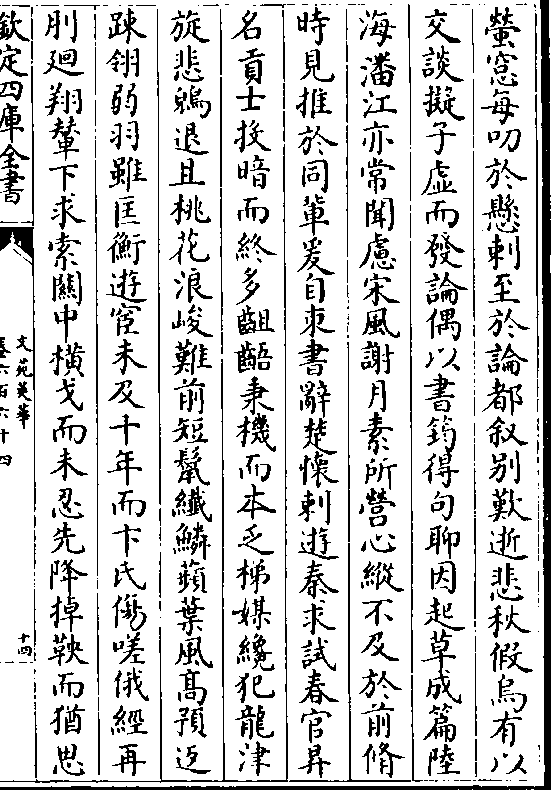 螢窓每叨於懸刺至於論都叙别歎逝悲秋假烏有以
交談擬子虛而發論偶以書筠得句聊因起草成篇陸
海潘江亦常聞慮宋風謝月素所營心縱不及於前脩
時見推於同輩爰自束書辭楚懷刺遊秦求試春官昇
名貢士投暗而終多齟齬秉機而本乏梯媒纔犯龍津
旋悲鷁退且桃花浪峻難前短鬣纖鱗蘋葉風高預迓
踈翎弱羽雖匡衡遊宦未及十年而卞氏傷嗟俄經再
刖廻翔輦下求索關中橫戈而未忍先降掉鞅而猶思
欽定四庫全書
文苑英華
卷六百六十四
十四